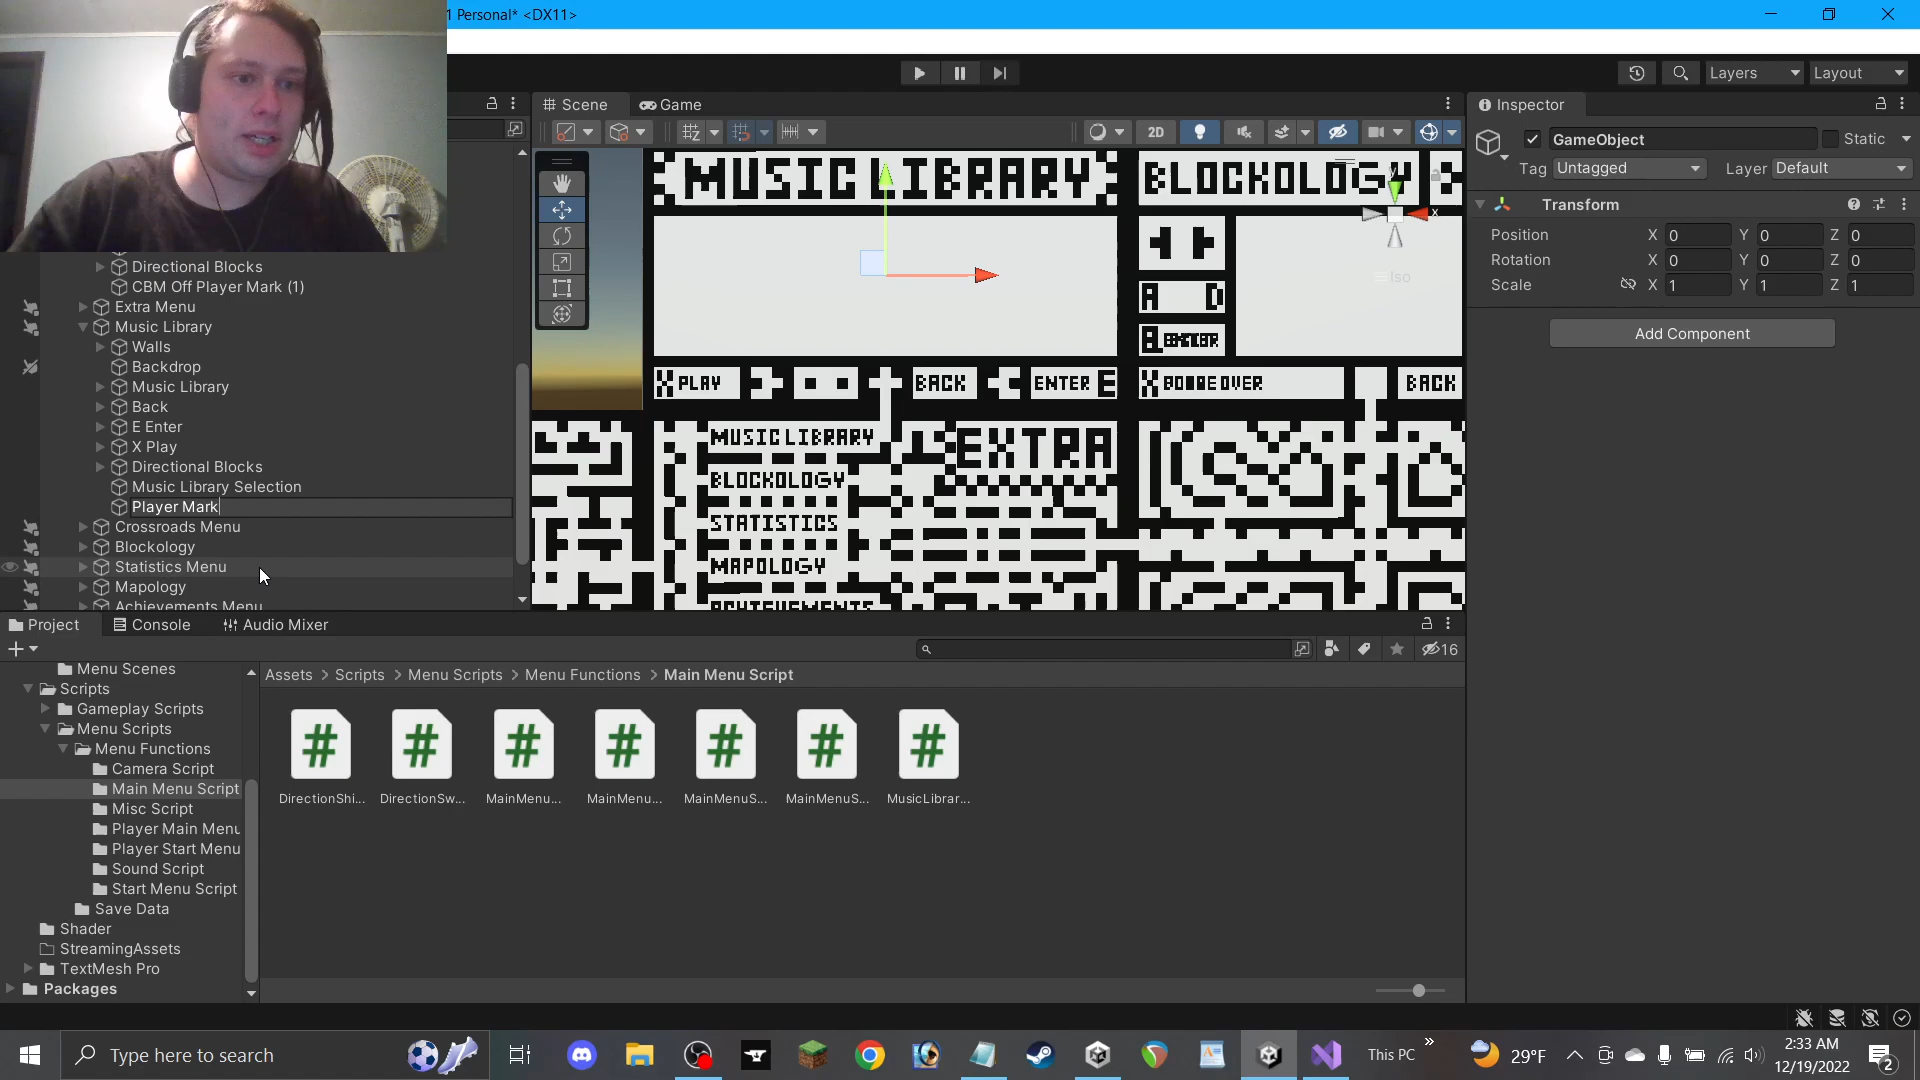 1 Personal* <DX11>
Layers
Layout
Scene
Game
2D
Inspector
GameObject
Static
Tag Untagged
Layer Default
Transform
Position X 0 Y 0 Z 0
Rotation X 0 Y 0 Z 0
Scale X 1 Y 1 Z 1
Add Component
Directional Blocks
CBM Off Player Mark (1)
Extra Menu
Music Library
Walls
Backdrop
Music Library
Back
E Enter
X Play
Directional Blocks
Music Library Selection
Player Mark
Crossroads Menu
Blockology
Statistics Menu
Mapology
Achievements Menu
MUSIC LIBRARY
BLOCKOLOGY
y
x
Iso
A D
X PLAY
BACK
ENTER E
BACK
MUSIC LIBRARY
EXTRA
BLOCKOLOGY
STATISTICS
MAPOLOGY
ACHIEVEMENTS
Project
Console
Audio Mixer
16
Menu Scenes
Scripts
Gameplay Scripts
Menu Scripts
Menu Functions
Camera Script
Main Menu Script
Misc Script
Player Main Menu
Player Start Menu
Sound Script
Start Menu Script
Save Data
Shader
StreamingAssets
TextMesh Pro
Packages
Assets > Scripts > Menu Scripts > Menu Functions > Main Menu Script
DirectionShi...
DirectionSw...
MainMenu...
MainMenu...
MainMenuS...
MainMenuS...
MusicLibrar...
Type here to search
This PC
29°F
2:33 AM
12/19/2022
2